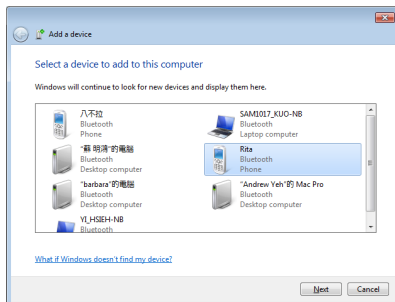 Add a device
Select a device to add to this computer
Windows will continue to look for new devices and display them here.
八不拉
Bluetooth
Phone
SAM1017_KUO-NB
Bluetooth
Laptop computer
"蘇 明鴻"的電腦
Bluetooth
Desktop computer
Rita
Bluetooth
Phone
"barbara"的電腦
Bluetooth
Desktop computer
"Andrew Yeh"的 Mac Pro
Bluetooth
Desktop computer
YI_HSIEH-NB
Bluetooth
What if Windows doesn't find my device?
Next
Cancel